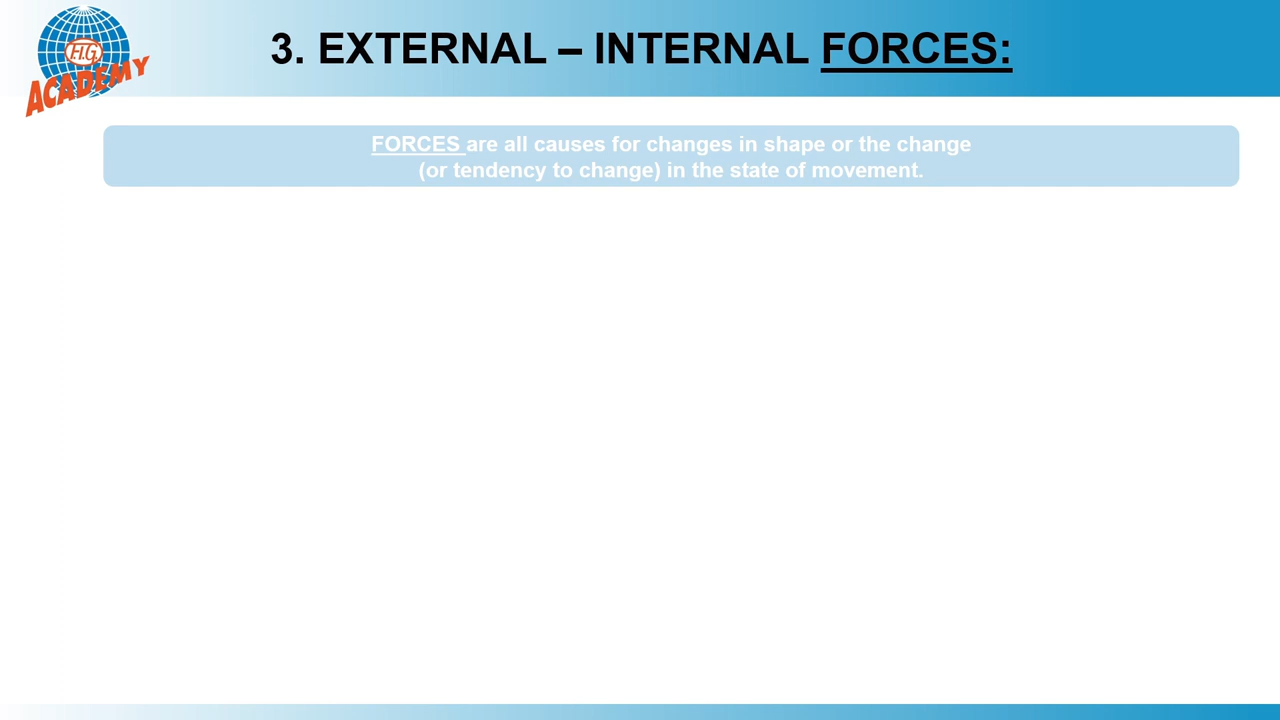 F.I.G.
ACADEMY
3. EXTERNAL – INTERNAL FORCES:
FORCES are all causes for changes in shape or the change
(or tendency to change) in the state of movement.